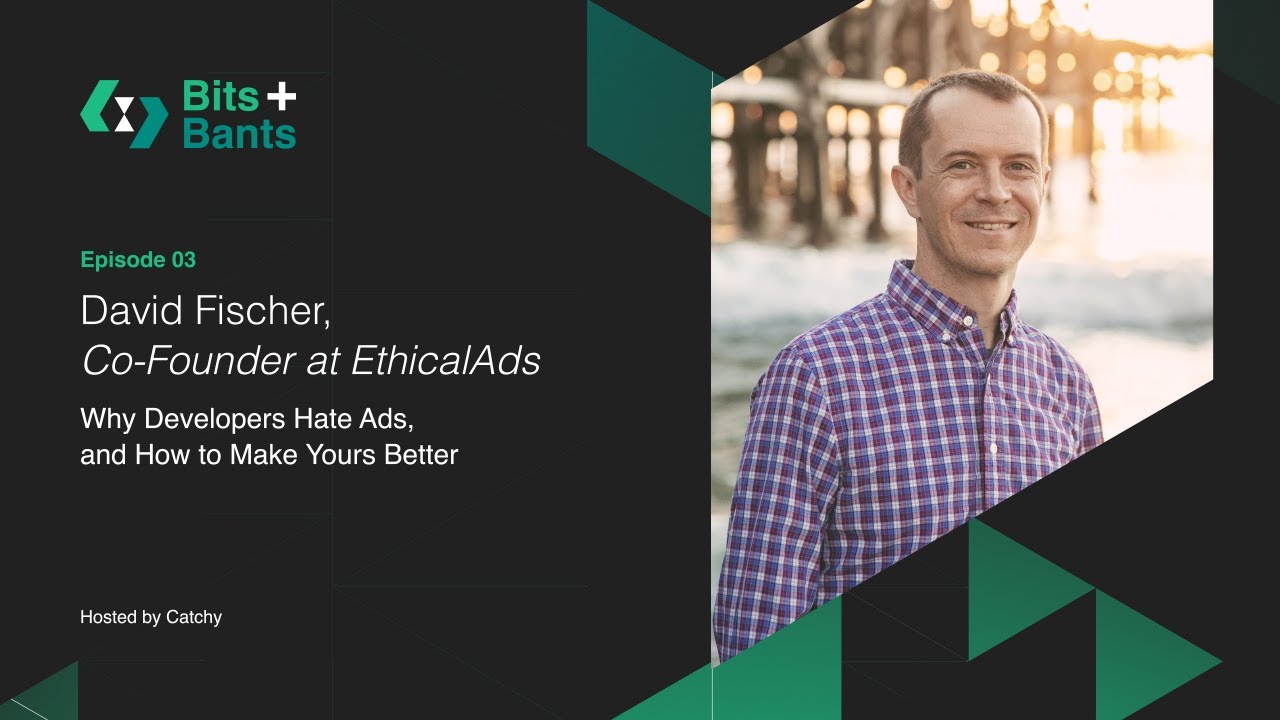 Bits +
Bants
Episode 03
David Fischer,
Co-Founder at EthicalAds
Why Developers Hate Ads,
and How to Make Yours Better
Hosted by Catchy